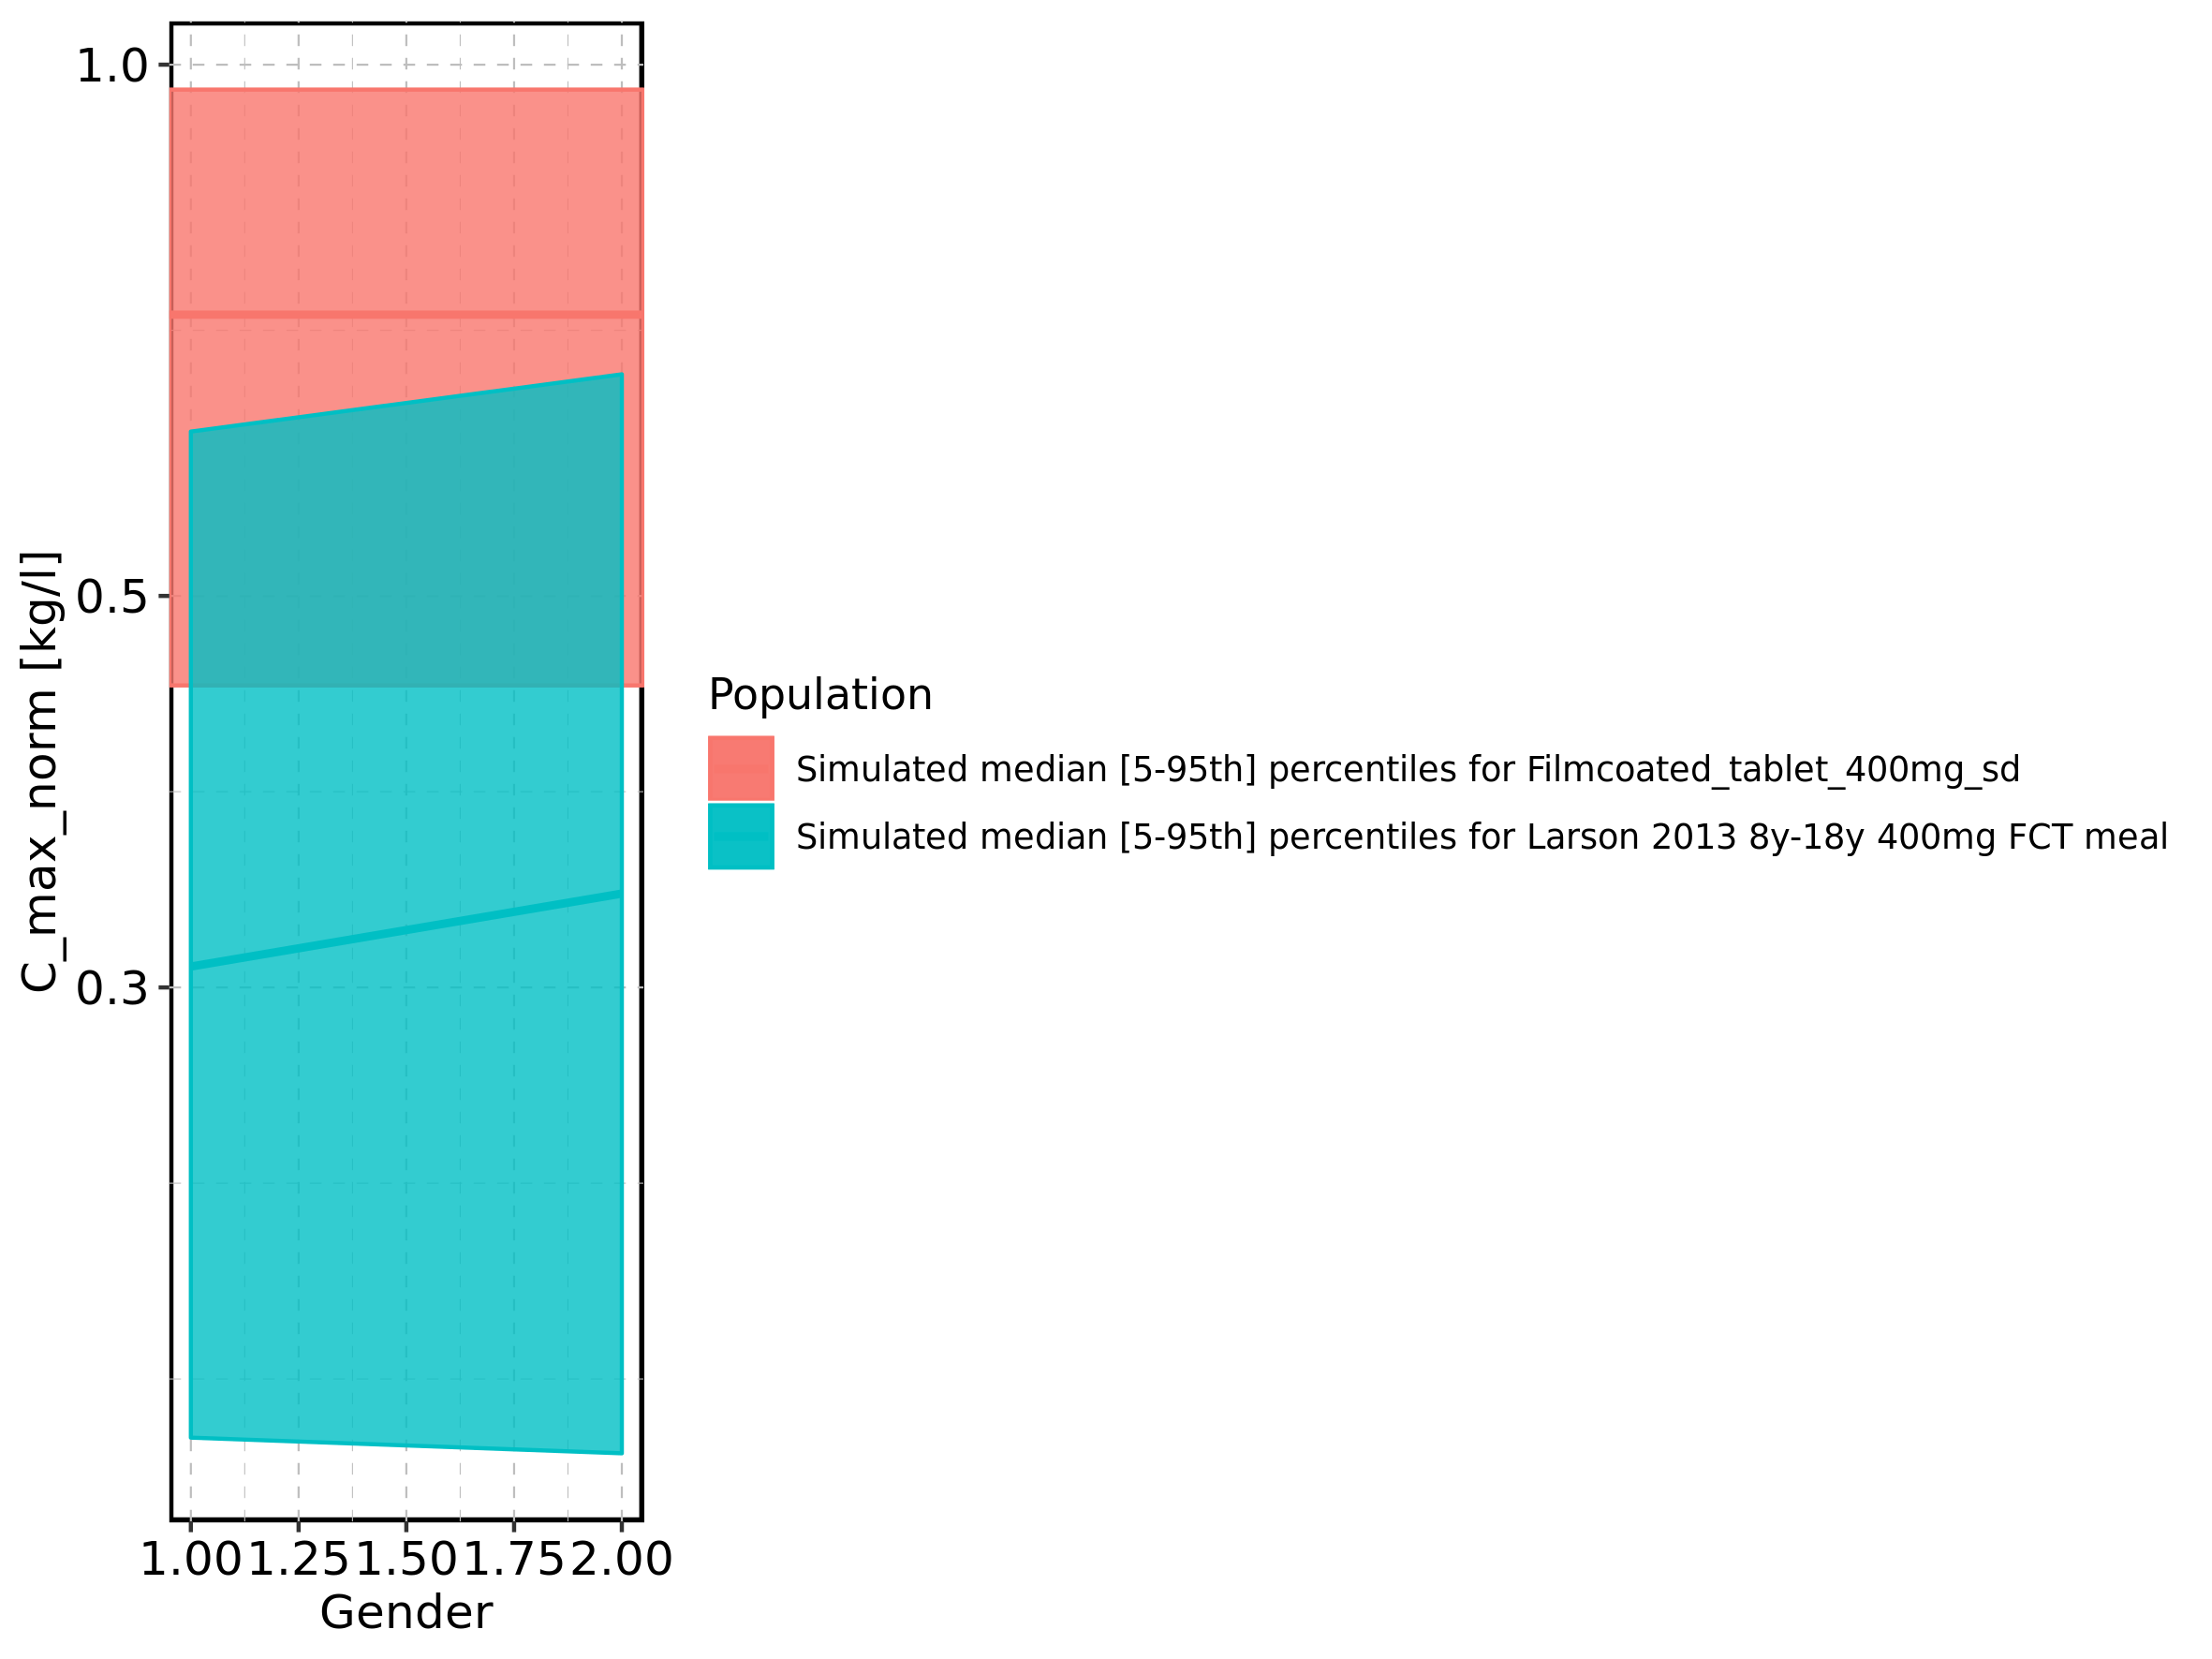 1.0
0.5
0.3
C_max_norm [kg/l]
1.00 1.25 1.50 1.75 2.00
Gender
Population
Simulated median [5-95th] percentiles for Filmcoated_tablet_400mg_sd
Simulated median [5-95th] percentiles for Larson 2013 8y-18y 400mg FCT meal